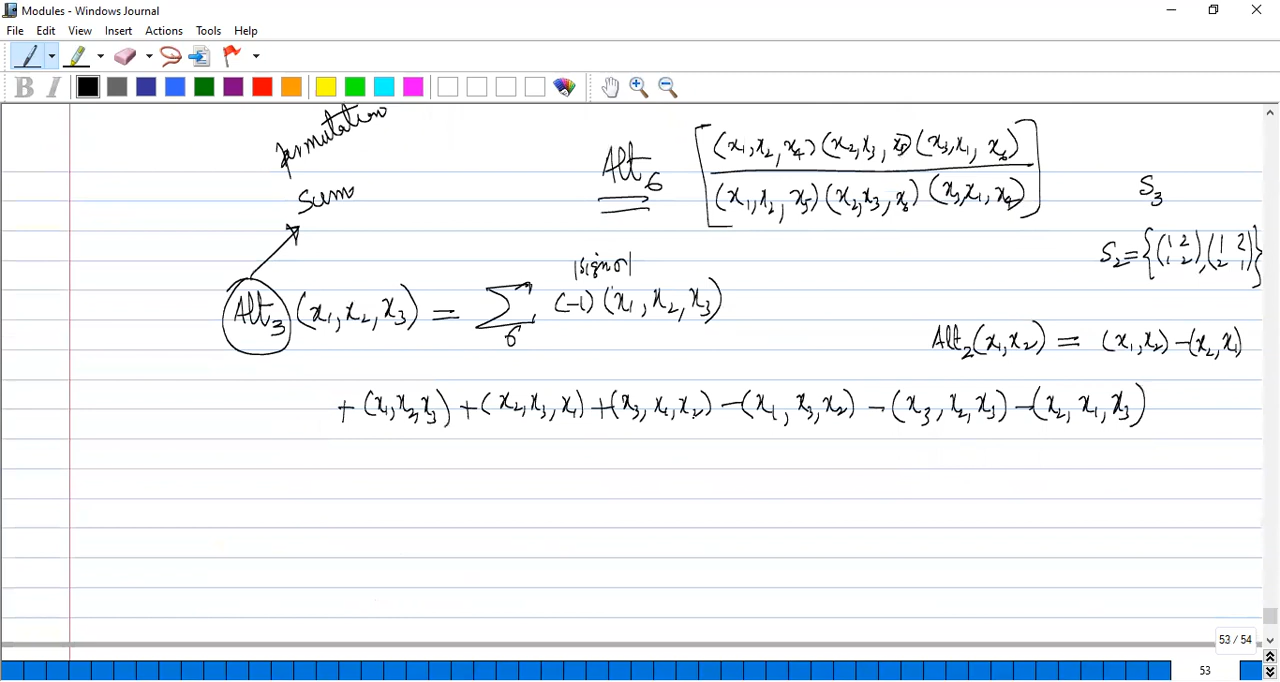 Modules - Windows Journal
File Edit View Insert Actions Tools Help
B I
permutation
Sum
Alt₆ [ (x₁,x₂,x₄)(x₂,x₃,x₅)(x₃,x₁,x₆) / (x₁,x₂,x₅)(x₂,x₃,x₆)(x₃,x₁,x₄) ]
S₃
S₂ = {(1 2 / 1 2), (1 2 / 2 1)}
|sign σ|
Alt₃ (x₁,x₂,x₃) = Σ_σ (-1) (x₁,x₂,x₃)
Alt₂(x₁,x₂) = (x₁,x₂) - (x₂,x₁)
+ (x₁,x₂,x₃) + (x₂,x₃,x₁) + (x₃,x₁,x₂) - (x₁,x₃,x₂) - (x₃,x₂,x₃) - (x₂,x₁,x₃)
53 / 54
53